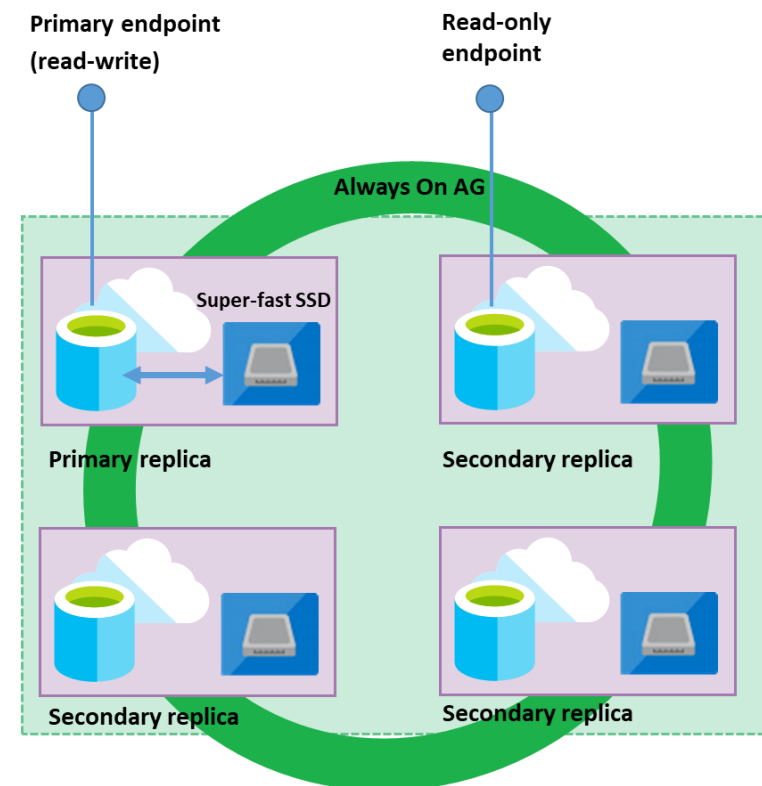 Primary endpoint
(read-write)
Read-only
endpoint
Always On AG
Super-fast SSD
Primary replica
Secondary replica
Secondary replica
Secondary replica